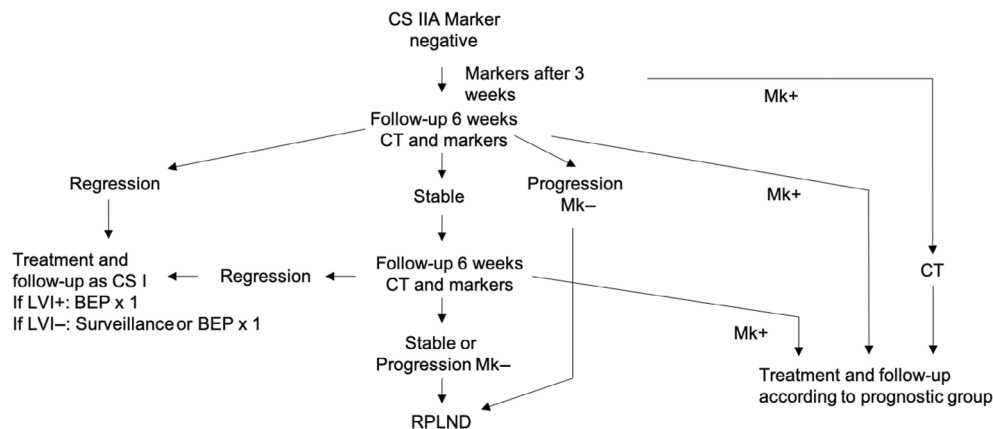 CS IIA Marker
negative
Markers after 3
weeks
Mk+
Follow-up 6 weeks
CT and markers
Regression
Stable
Progression
Mk–
Mk+
Treatment and
follow-up as CS I
If LVI+: BEP x 1
If LVI–: Surveillance or BEP x 1
Regression
Follow-up 6 weeks
CT and markers
CT
Mk+
Stable or
Progression Mk–
Treatment and follow-up
according to prognostic group
RPLND